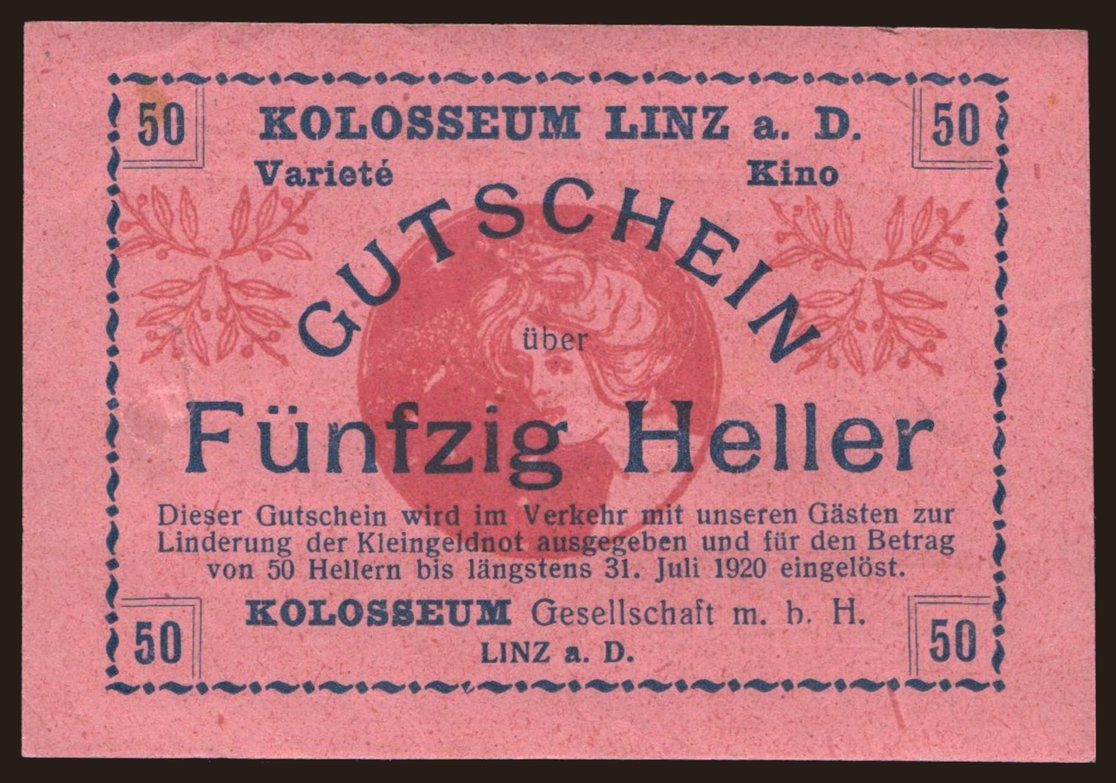 50 KOLOSSEUM LINZ a. D. 50
Varieté Kino
GUTSCHEIN
über
Fünfzig Heller
Dieser Gutschein wird im Verkehr mit unseren Gästen zur
Linderung der Kleingeldnot ausgegeben und für den Betrag
von 50 Hellern bis längstens 31. Juli 1920 eingelöst.
KOLOSSEUM Gesellschaft m. b. H.
50 LINZ a. D. 50